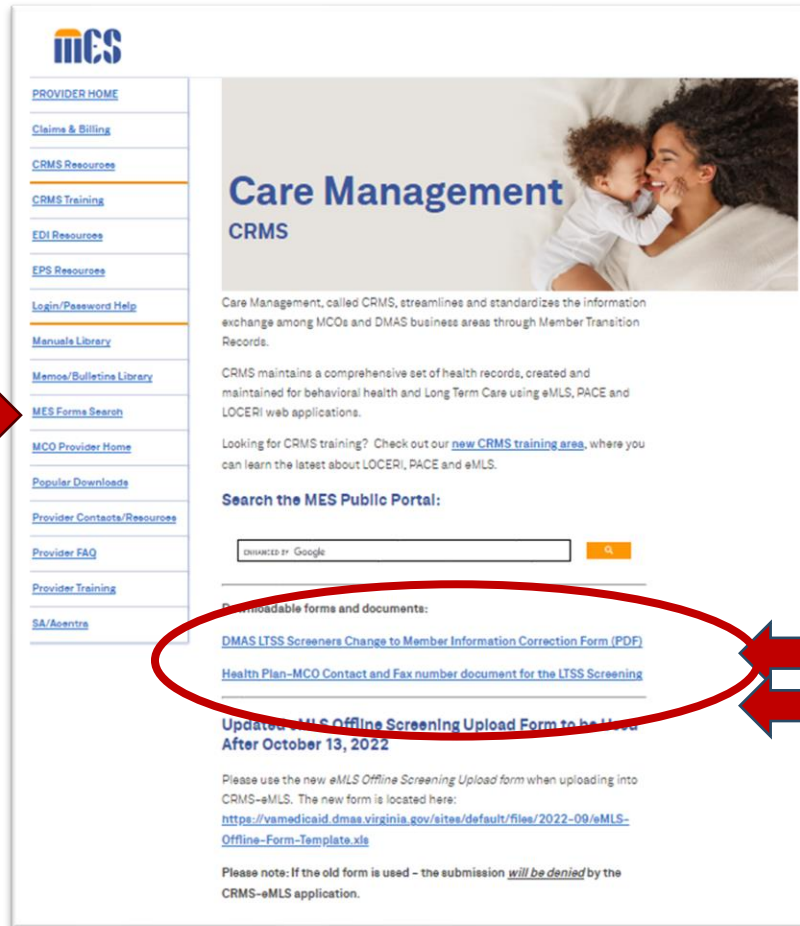 mes
PROVIDER HOME
Claims & Billing
CRMS Resources
CRMS Training
EDI Resources
EPS Resources
Login/Password Help
Manuals Library
Memos/Bulletins Library
MES Forms Search
MCO Provider Home
Popular Downloads
Provider Contacts/Resources
Provider FAQ
Provider Training
SA/Acentra
Care Management
CRMS
Care Management, called CRMS, streamlines and standardizes the information
exchange among MCOs and DMAS business areas through Member Transition
Records.
CRMS maintains a comprehensive set of health records, created and
maintained for behavioral health and Long Term Care using eMLS, PACE and
LOCERI web applications.
Looking for CRMS training? Check out our new CRMS training area, where you
can learn the latest about LOCERI, PACE and eMLS.
Search the MES Public Portal:
ENHANCED BY Google
Downloadable forms and documents:
DMAS LTSS Screeners Change to Member Information Correction Form (PDF)
Health Plan-MCO Contact and Fax number document for the LTSS Screening
Updated eMLS Offline Screening Upload Form to be Used
After October 13, 2022
Please use the new eMLS Offline Screening Upload form when uploading into
CRMS-eMLS. The new form is located here:
https://vamedicaid.dmas.virginia.gov/sites/default/files/2022-09/eMLS-
Offline-Form-Template.xls
Please note: If the old form is used - the submission will be denied by the
CRMS-eMLS application.